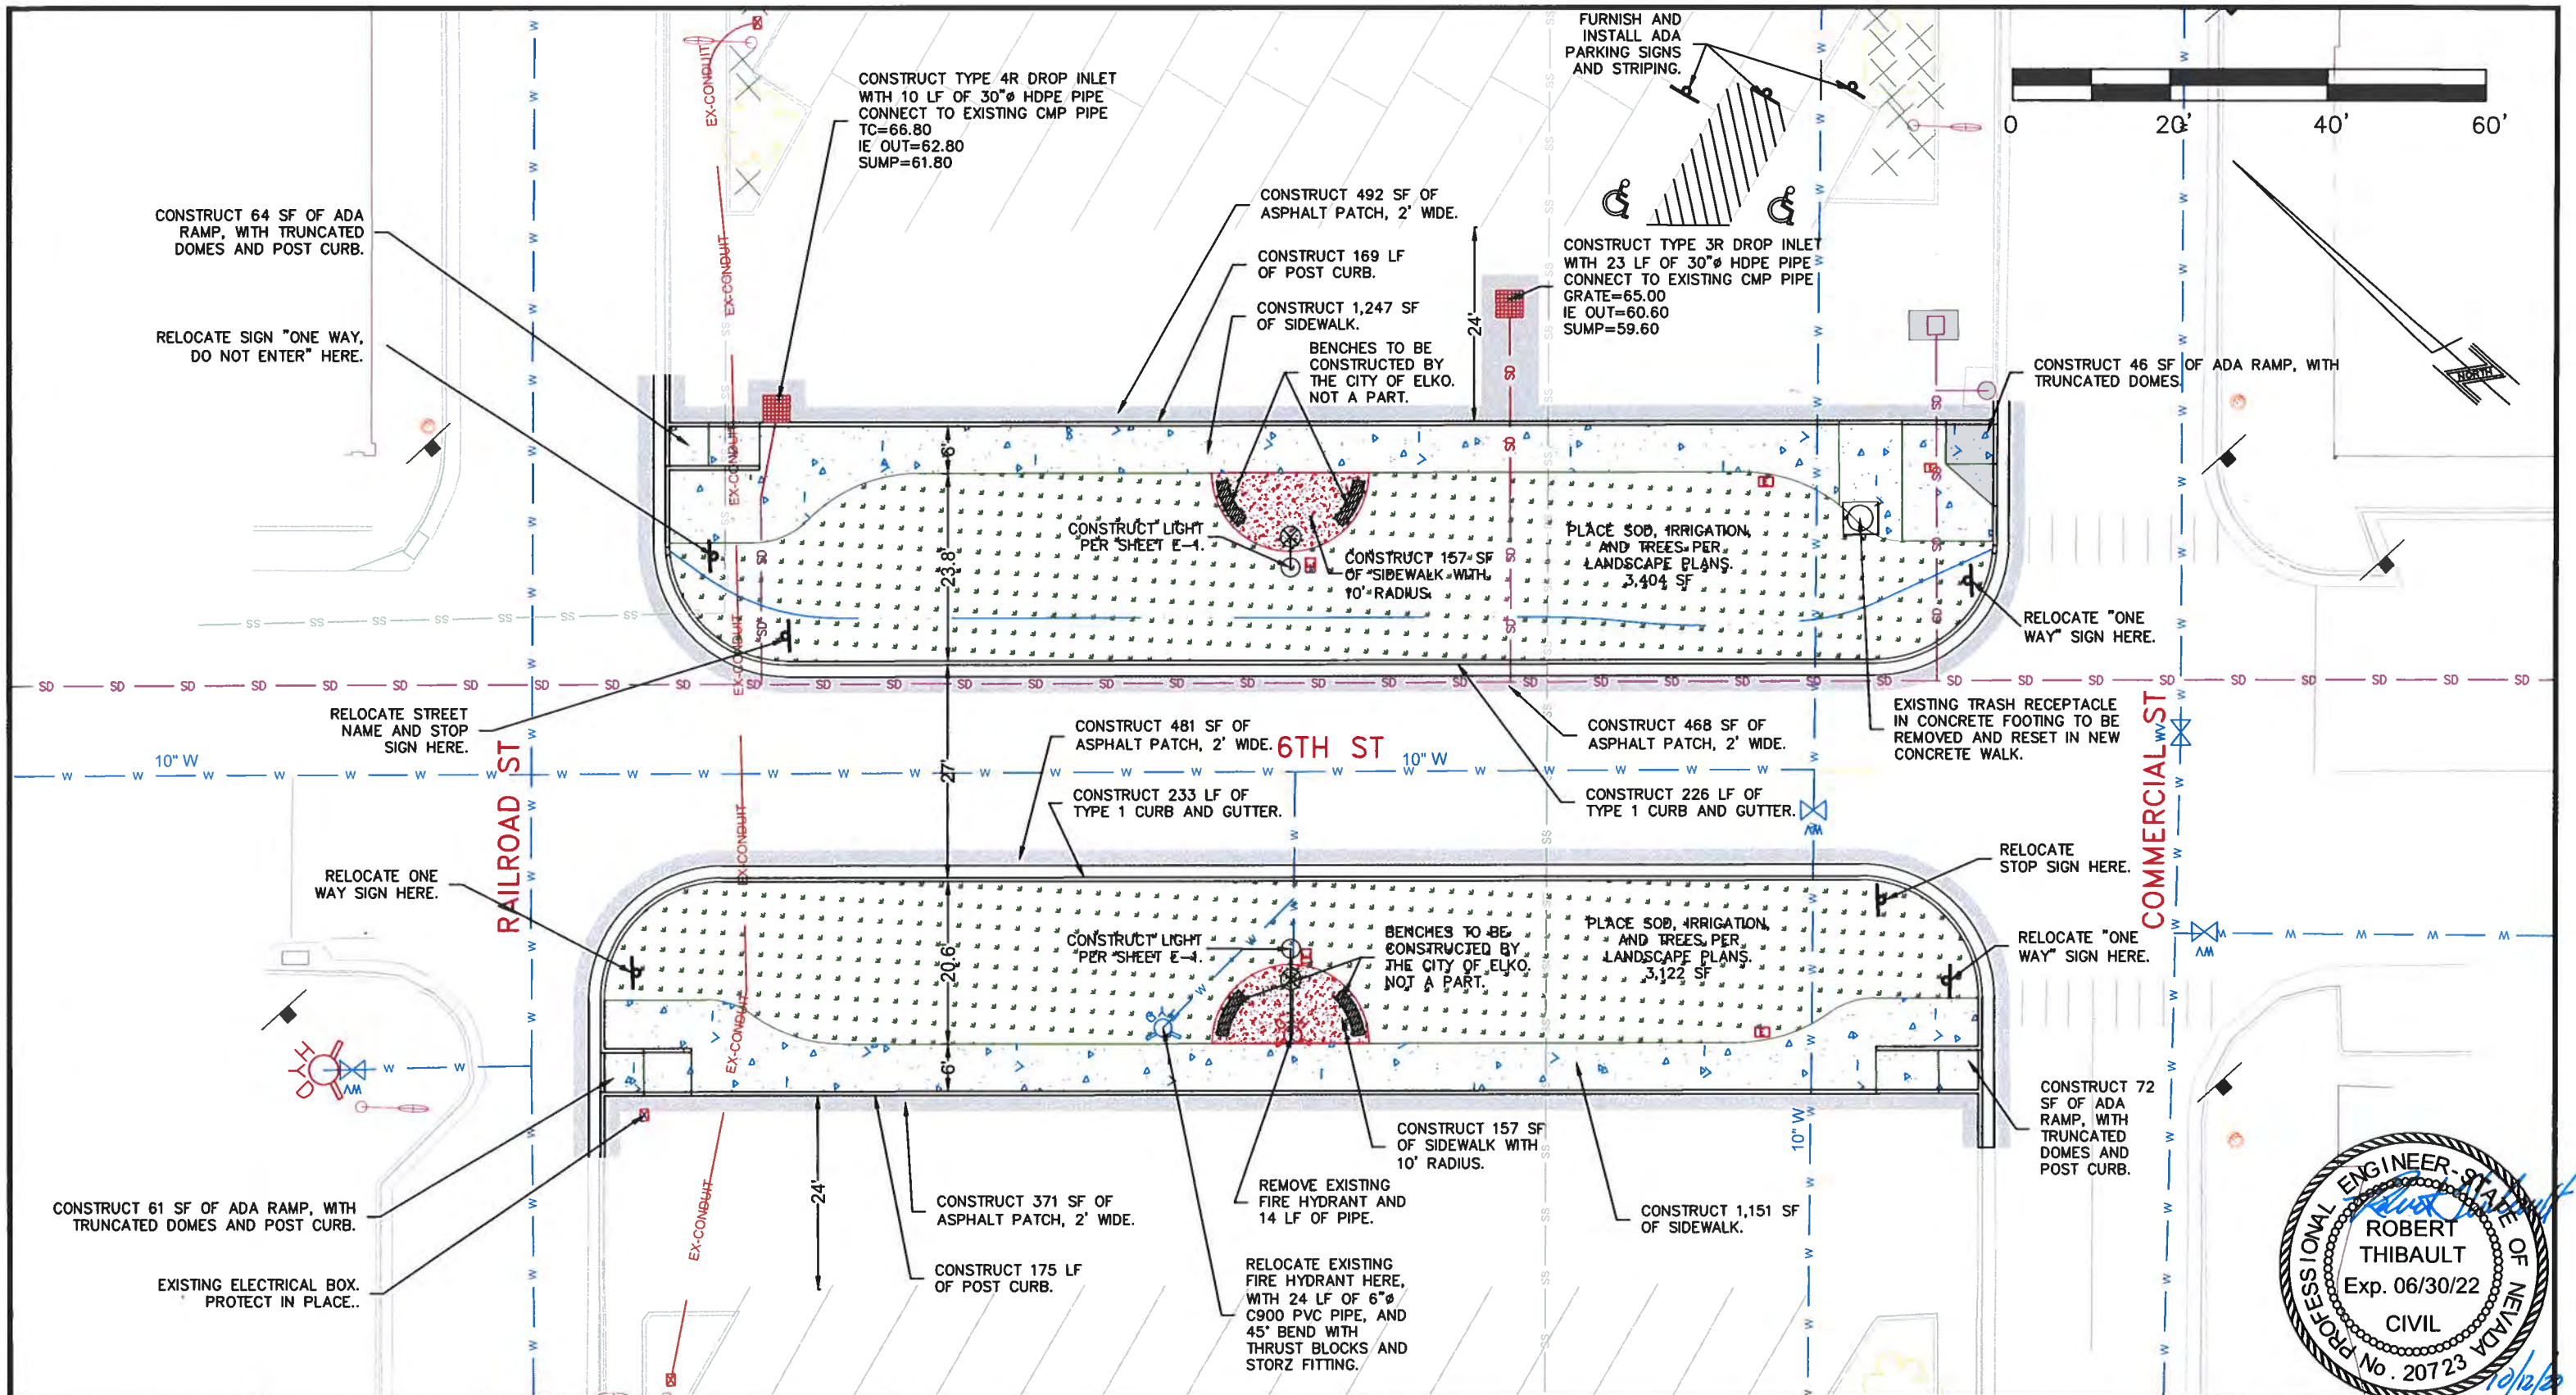 FURNISH AND
INSTALL ADA
PARKING SIGNS
AND STRIPING.
0 20' 40' 60'
NORTH
CONSTRUCT TYPE 4R DROP INLET
WITH 10 LF OF 30"ø HDPE PIPE
CONNECT TO EXISTING CMP PIPE
TC=66.80
IE OUT=62.80
SUMP=61.80
CONSTRUCT 64 SF OF ADA
RAMP, WITH TRUNCATED
DOMES AND POST CURB.
RELOCATE SIGN "ONE WAY,
DO NOT ENTER" HERE.
CONSTRUCT 492 SF OF
ASPHALT PATCH, 2' WIDE.
CONSTRUCT 169 LF
OF POST CURB.
CONSTRUCT 1,247 SF
OF SIDEWALK.
BENCHES TO BE
CONSTRUCTED BY
THE CITY OF ELKO.
NOT A PART.
24'
CONSTRUCT TYPE 3R DROP INLET
WITH 23 LF OF 30"ø HDPE PIPE
CONNECT TO EXISTING CMP PIPE
GRATE=65.00
IE OUT=60.60
SUMP=59.60
CONSTRUCT 46 SF OF ADA RAMP, WITH
TRUNCATED DOMES.
6'
23.8'
CONSTRUCT LIGHT
PER SHEET E-1.
CONSTRUCT 157 SF
OF SIDEWALK WITH
10' RADIUS.
PLACE SOD, IRRIGATION,
AND TREES PER
LANDSCAPE PLANS.
3,404 SF
RELOCATE "ONE
WAY" SIGN HERE.
RELOCATE STREET
NAME AND STOP
SIGN HERE.
EXISTING TRASH RECEPTACLE
IN CONCRETE FOOTING TO BE
REMOVED AND RESET IN NEW
CONCRETE WALK.
CONSTRUCT 481 SF OF
ASPHALT PATCH, 2' WIDE.
6TH ST
CONSTRUCT 468 SF OF
ASPHALT PATCH, 2' WIDE.
RAILROAD ST
COMMERCIAL ST
10" W
10" W
27'
CONSTRUCT 233 LF OF
TYPE 1 CURB AND GUTTER.
CONSTRUCT 226 LF OF
TYPE 1 CURB AND GUTTER.
RELOCATE ONE
WAY SIGN HERE.
RELOCATE
STOP SIGN HERE.
20.6'
CONSTRUCT LIGHT
PER SHEET E-1.
BENCHES TO BE
CONSTRUCTED BY
THE CITY OF ELKO.
NOT A PART.
PLACE SOD, IRRIGATION,
AND TREES PER
LANDSCAPE PLANS.
3,122 SF
RELOCATE "ONE
WAY" SIGN HERE.
HYD
WV
6'
CONSTRUCT 72
SF OF ADA
RAMP, WITH
TRUNCATED
DOMES AND
POST CURB.
CONSTRUCT 61 SF OF ADA RAMP, WITH
TRUNCATED DOMES AND POST CURB.
EXISTING ELECTRICAL BOX.
PROTECT IN PLACE..
24'
CONSTRUCT 371 SF OF
ASPHALT PATCH, 2' WIDE.
CONSTRUCT 175 LF
OF POST CURB.
CONSTRUCT 157 SF
OF SIDEWALK WITH
10' RADIUS.
REMOVE EXISTING
FIRE HYDRANT AND
14 LF OF PIPE.
RELOCATE EXISTING
FIRE HYDRANT HERE,
WITH 24 LF OF 6"ø
C900 PVC PIPE, AND
45° BEND WITH
THRUST BLOCKS AND
STORZ FITTING.
CONSTRUCT 1,151 SF
OF SIDEWALK.
10" W
EX-CONDUIT
EX-CONDUIT
EX-CONDUIT
EX-CONDUIT
EX-CONDUIT
EX-CONDUIT
EX-CONDUIT
EX-CONDUIT
PROFESSIONAL ENGINEER-STATE OF NEVADA
ROBERT
THIBAULT
Exp. 06/30/22
CIVIL
No. 20723